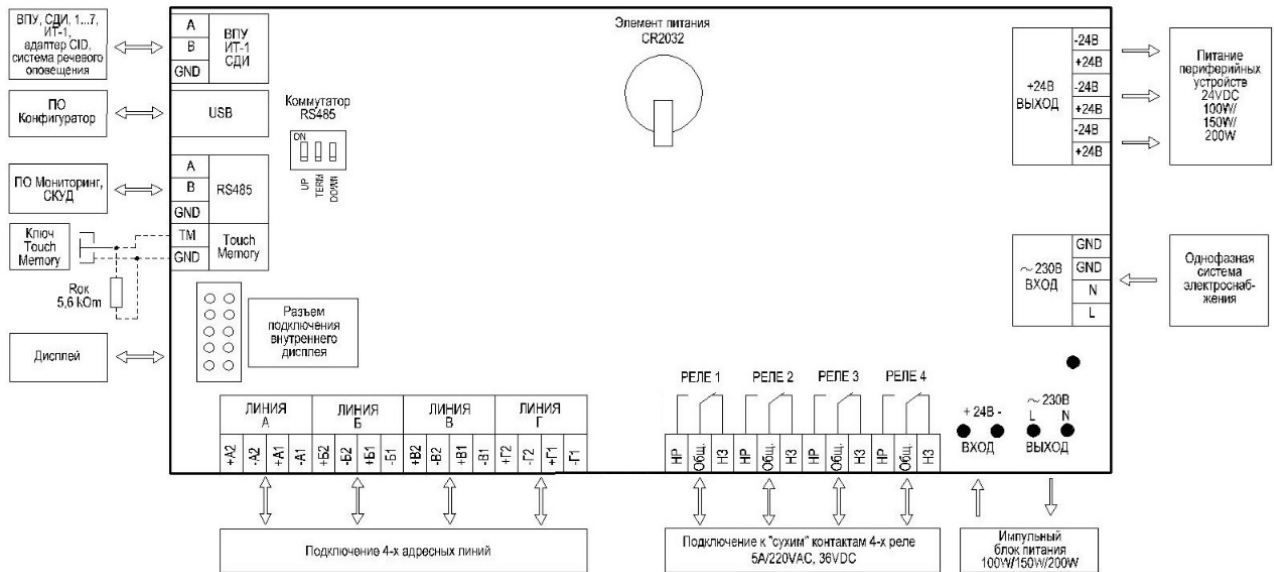 ВПУ, СДИ, 1...7,
ИТ-1,
адаптер CID,
система речевого
оповещения
A
B
GND
ВПУ
ИТ-1
СДИ
Элемент питания
CR2032
+24В
ВЫХОД
-24В
+24В
-24В
+24В
-24В
+24В
Питание
периферийных
устройств
24VDC
100W/
150W/
200W
ПО
Конфигуратор
USB
Коммутатор
RS485
ON
UP
TERM
DOWN
ПО Мониторинг,
СКУД
A
B
GND
RS485
Ключ
Touch
Memory
TM
GND
Touch
Memory
Rок
5,6 kOm
~ 230В
ВХОД
GND
GND
N
L
Однофазная
система
электроснаб-
жения
Разъем
подключения
внутреннего
дисплея
Дисплей
ЛИНИЯ
А
ЛИНИЯ
Б
ЛИНИЯ
В
ЛИНИЯ
Г
+А2
-А2
+А1
-А1
+Б2
-Б2
+Б1
-Б1
+В2
-В2
+В1
-В1
+Г2
-Г2
+Г1
-Г1
РЕЛЕ 1
РЕЛЕ 2
РЕЛЕ 3
РЕЛЕ 4
НР
Общ.
НЗ
НР
Общ.
НЗ
НР
Общ.
НЗ
НР
Общ.
НЗ
+ 24В -
ВХОД
~ 230В
L N
ВЫХОД
Подключение 4-х адресных линий
Подключение к "сухим" контактам 4-х реле
5А/220VAC, 36VDC
Импульный
блок питания
100W/150W/200W